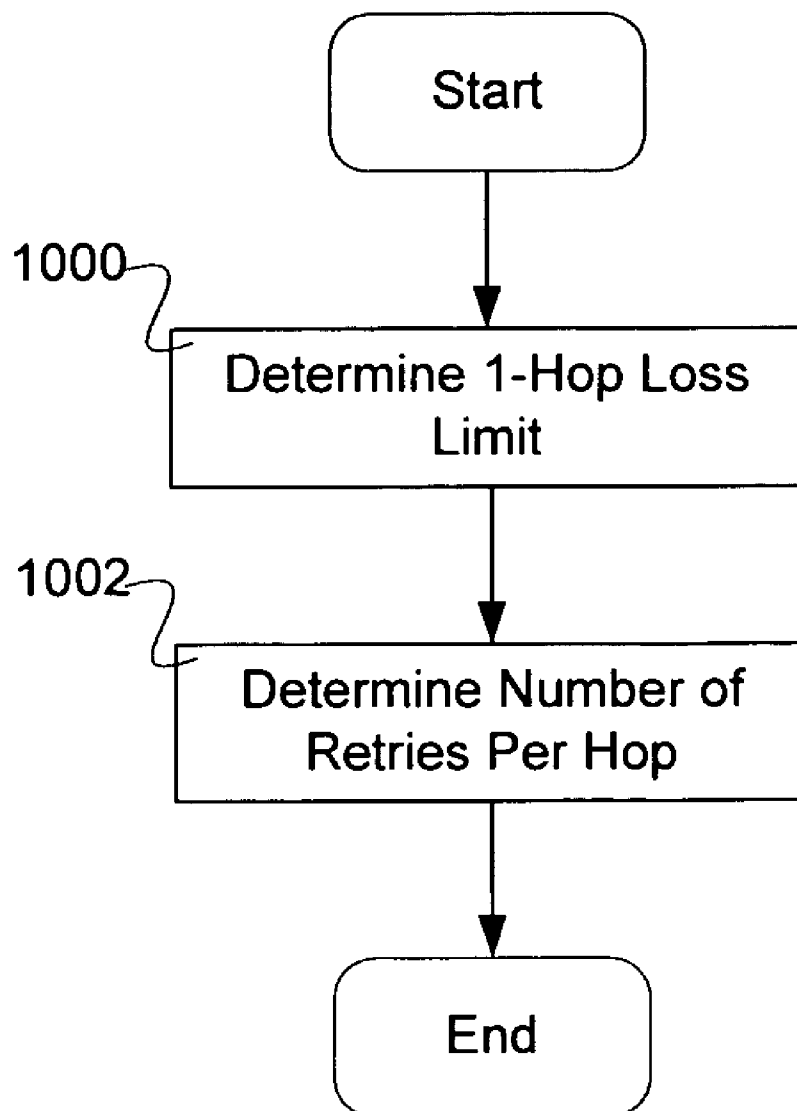 Start
1000
Determine 1-Hop Loss
Limit
1002
Determine Number of
Retries Per Hop
End